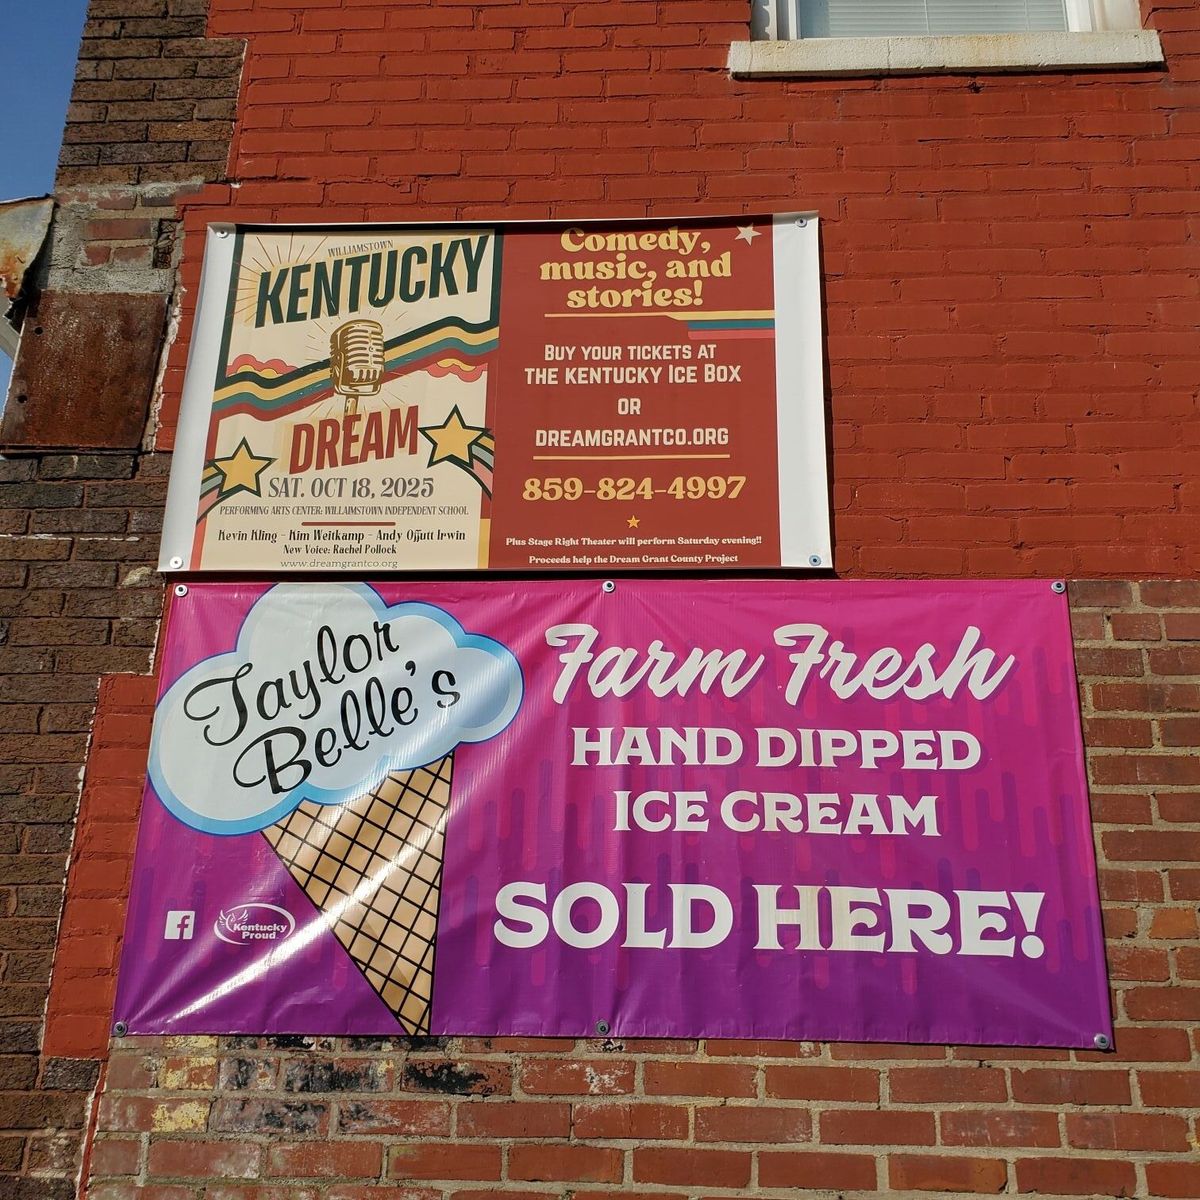 WILLIAMSTOWN
KENTUCKY
DREAM
SAT. OCT 18, 2025
PERFORMING ARTS CENTER: WILLAIMSTOWN INDEPENDENT SCHOOL
Kevin Kling - Kim Weitkamp - Andy Offutt Irwin
New Voice: Rachel Pollock
www.dreamgrantco.org
Comedy,
music, and
stories!
BUY YOUR TICKETS AT
THE KENTUCKY ICE BOX
OR
DREAMGRANTCO.ORG
859-824-4997
Plus Stage Right Theater will perform Saturday evening!!
Proceeds help the Dream Grant County Project
Taylor
Belle's
Farm Fresh
HAND DIPPED
ICE CREAM
SOLD HERE!
f
Kentucky
Proud